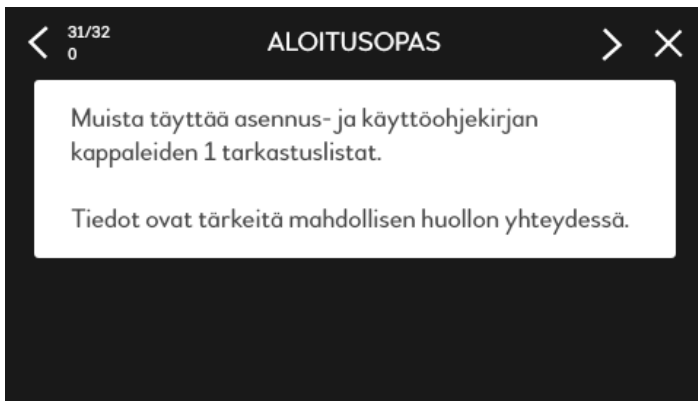 31/32
0
ALOITUSOPAS
Muista täyttää asennus- ja käyttöohjekirjan
kappaleiden 1 tarkastuslistat.
Tiedot ovat tärkeitä mahdollisen huollon yhteydessä.